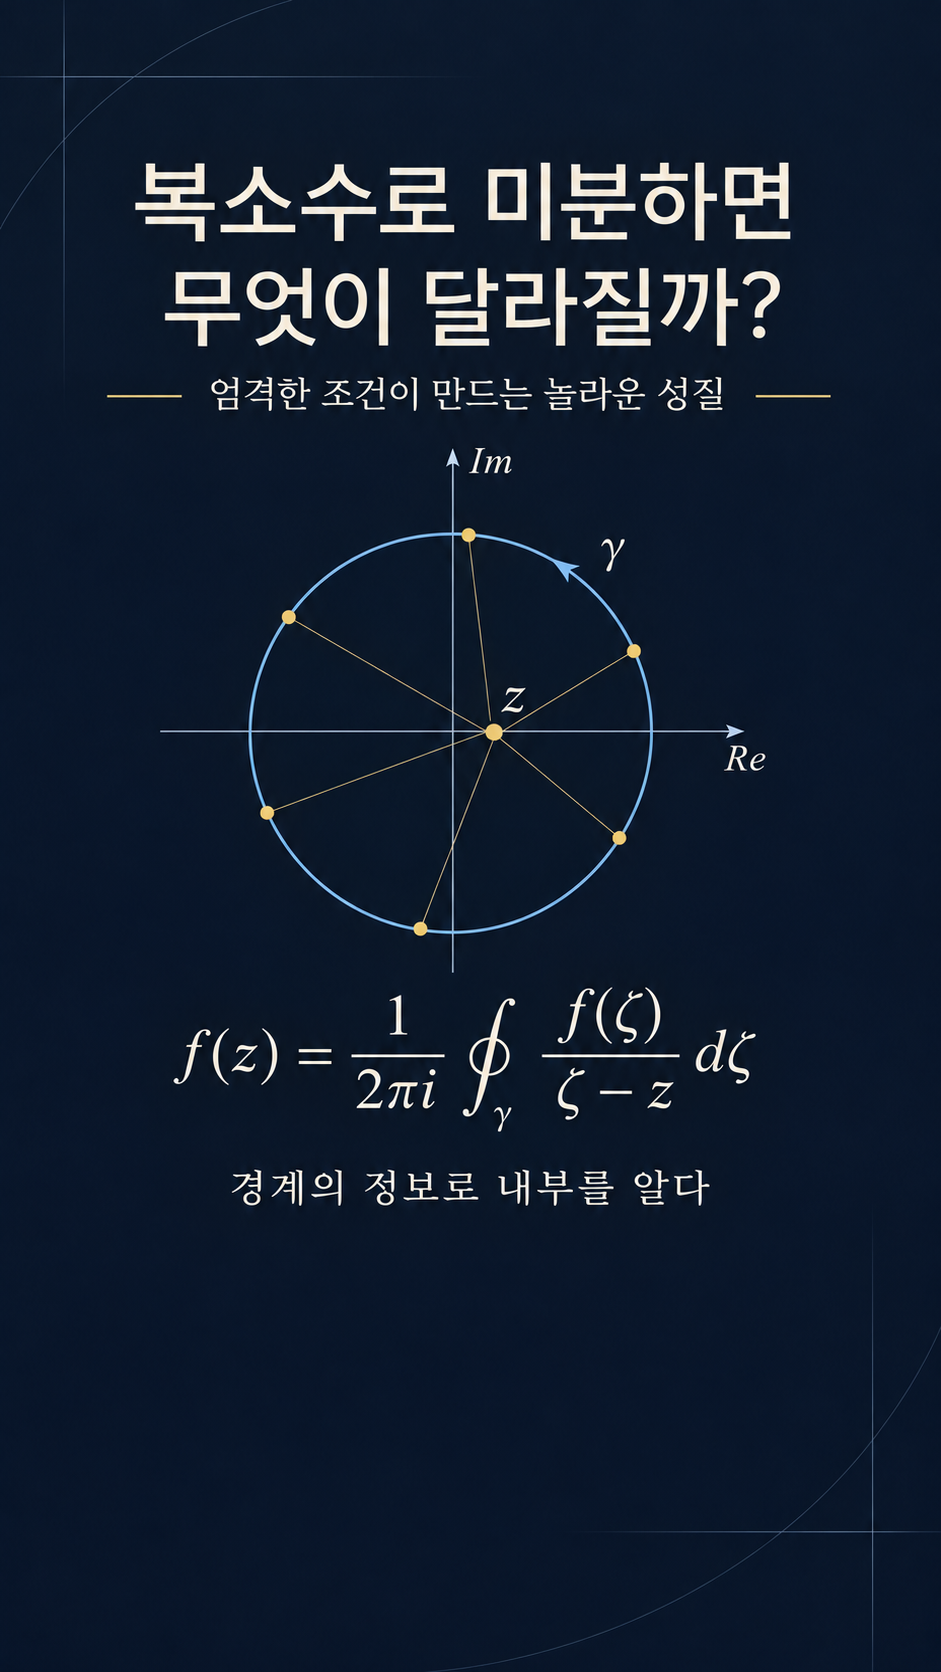 복소수로 미분하면
무엇이 달라질까?
엄격한 조건이 만드는 놀라운 성질
Im
γ
z
Re
f(z) = 1/2πi ∮γ f(ζ)/ζ − z dζ
경계의 정보로 내부를 알다